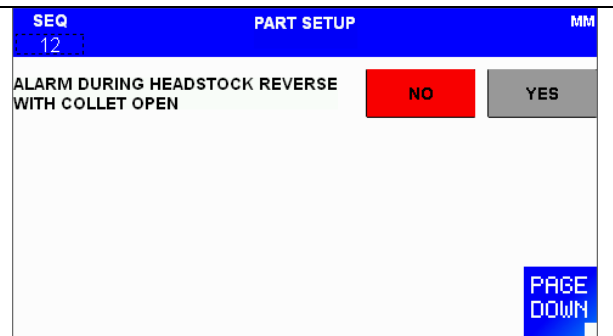 SEQ PART SETUP MM
12
ALARM DURING HEADSTOCK REVERSE
WITH COLLET OPEN
NO YES
PAGE
DOWN